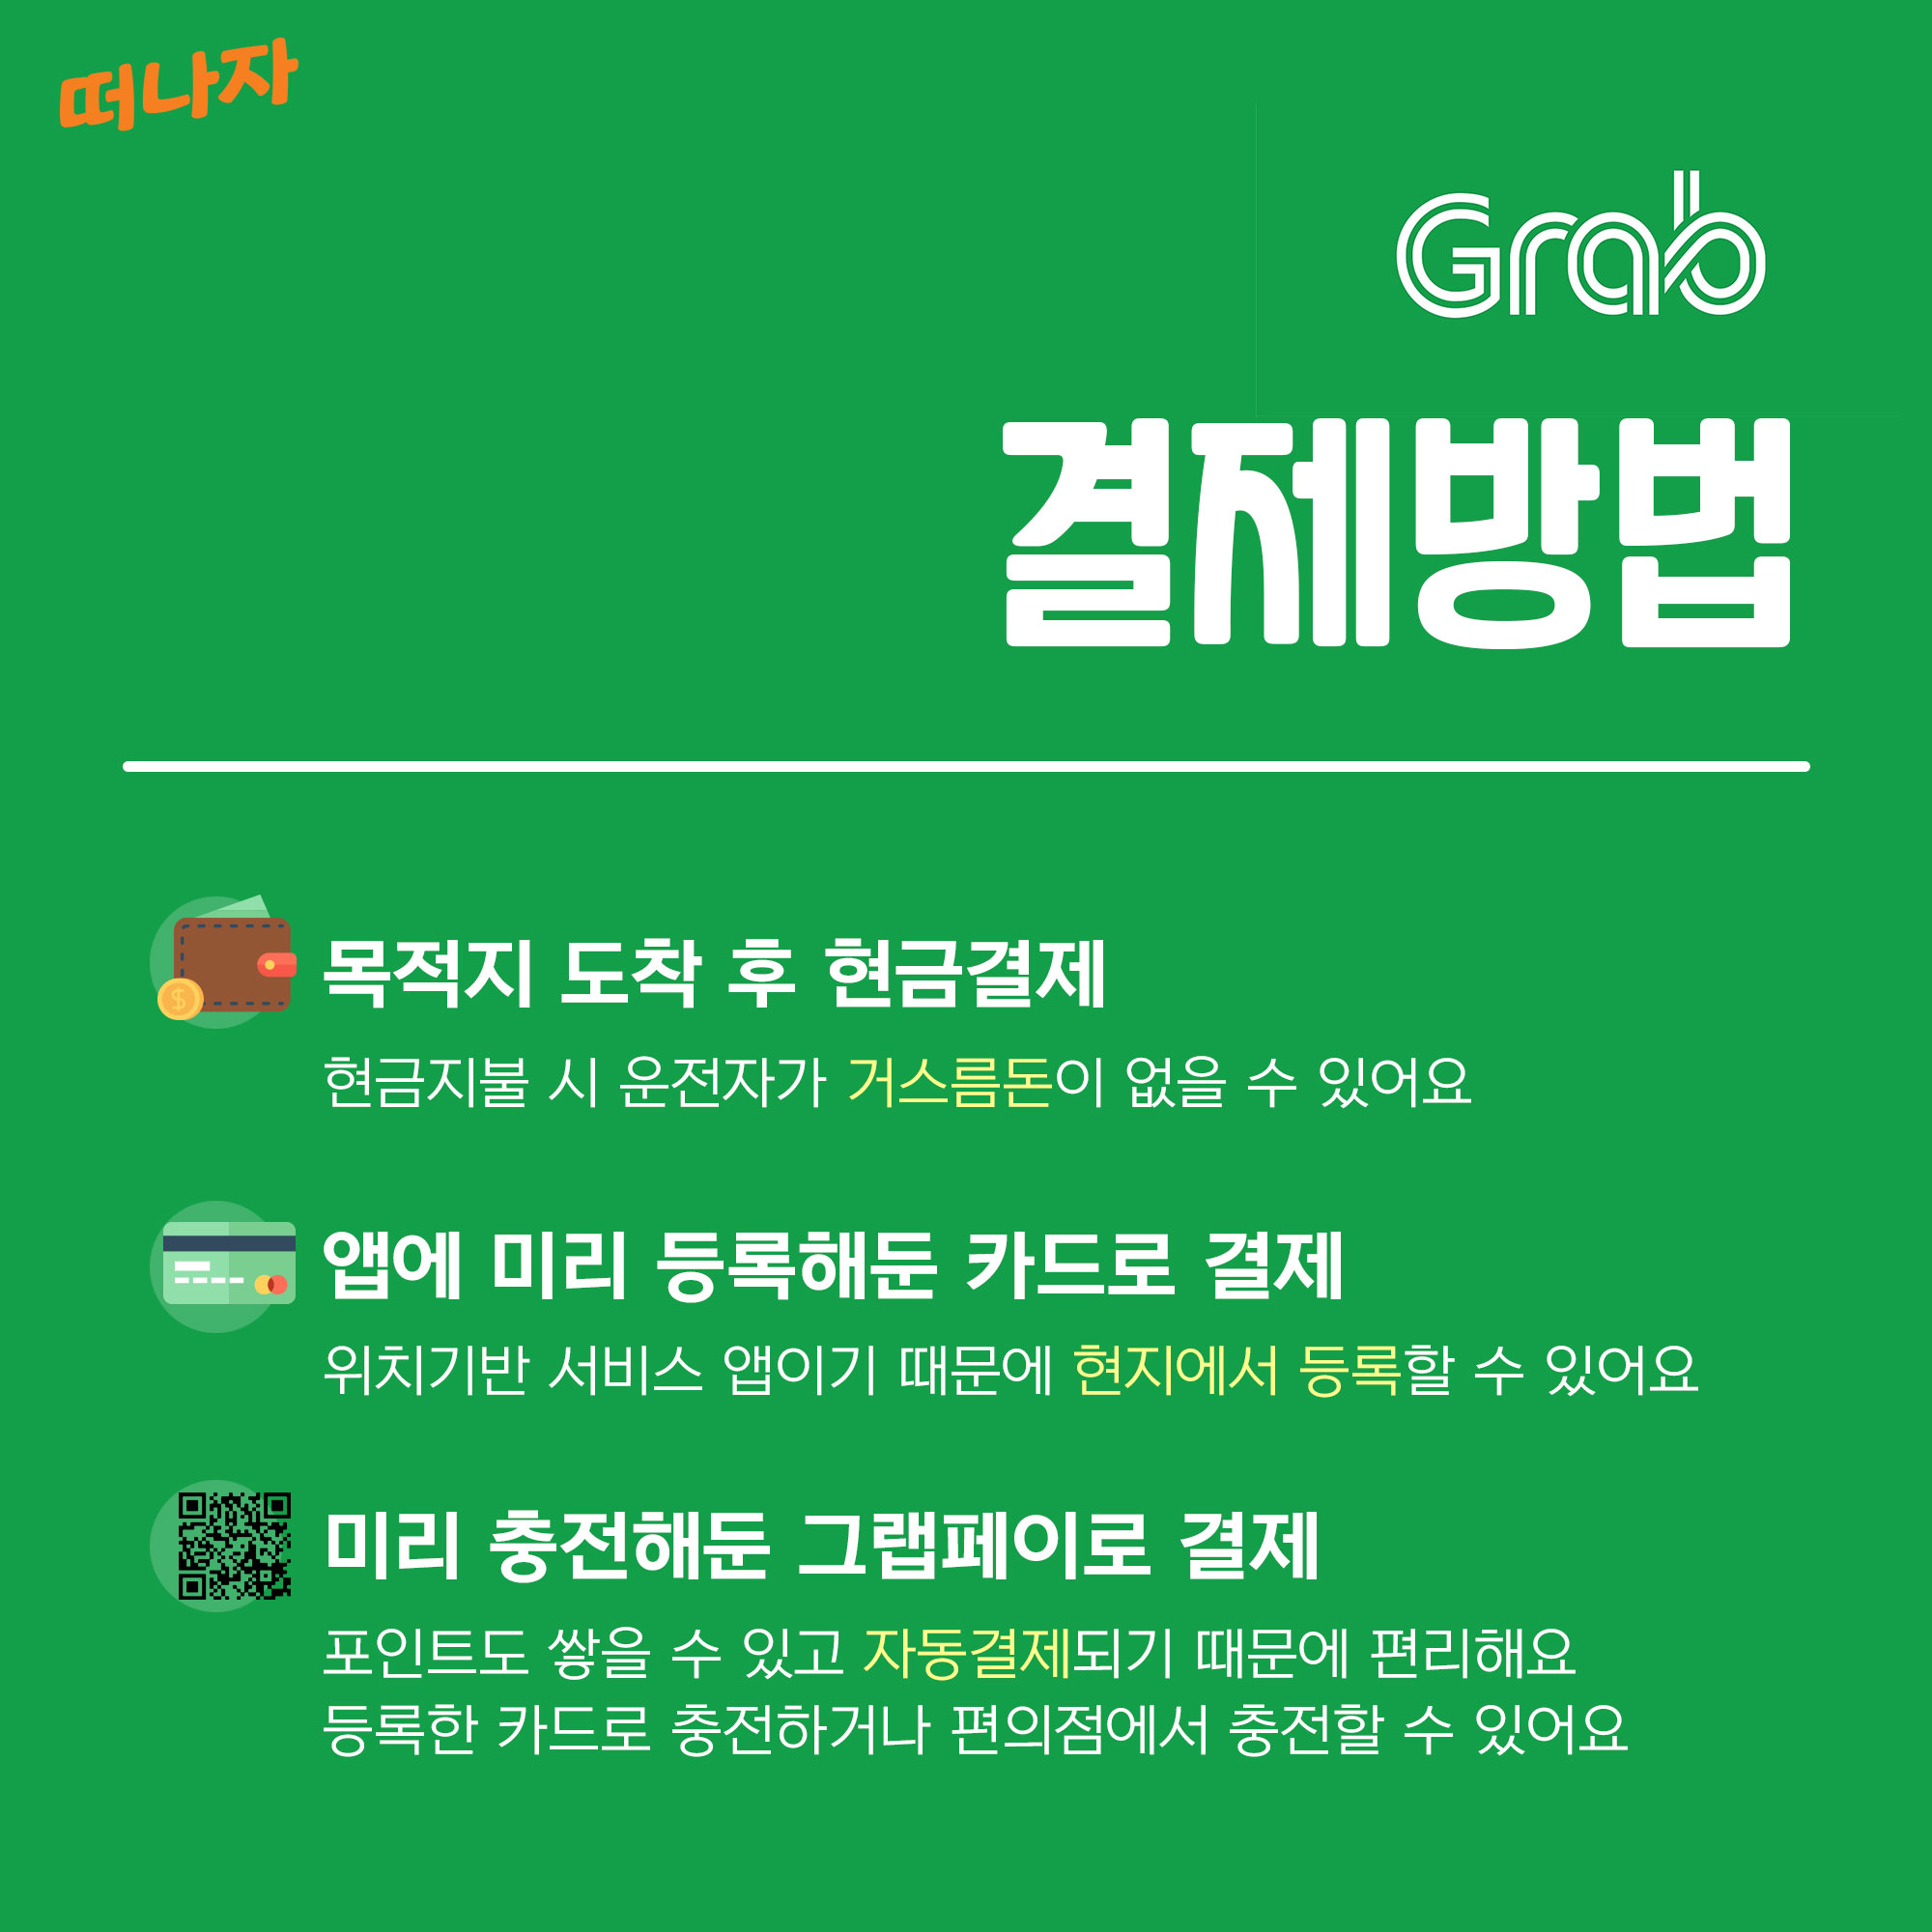 떠나자
Grab
결제방법
목적지 도착 후 현금결제
현금지불 시 운전자가 거스름돈이 없을 수 있어요
앱에 미리 등록해둔 카드로 결제
위치기반 서비스 앱이기 때문에 현지에서 등록할 수 있어요
미리 충전해둔 그랩페이로 결제
포인트도 쌓을 수 있고 자동결제되기 때문에 편리해요
등록한 카드로 충전하거나 편의점에서 충전할 수 있어요